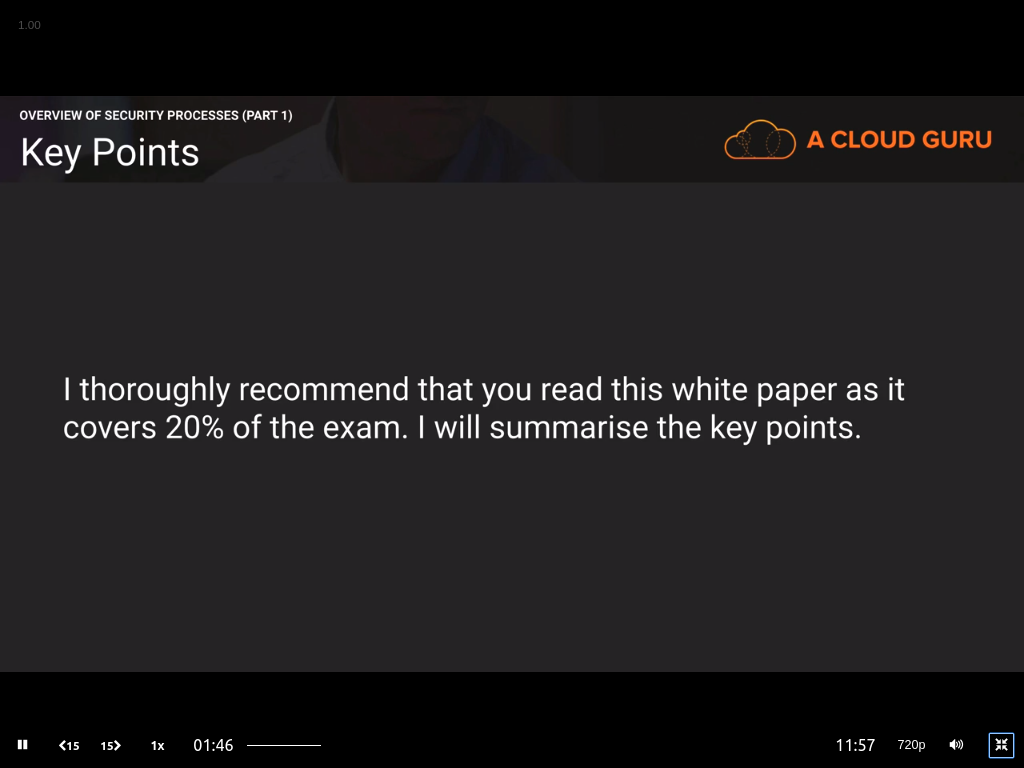 1.00
OVERVIEW OF SECURITY PROCESSES (PART 1)
Key Points
A CLOUD GURU
I thoroughly recommend that you read this white paper as it
covers 20% of the exam. I will summarise the key points.
15 15 1x 01:46 11:57 720p